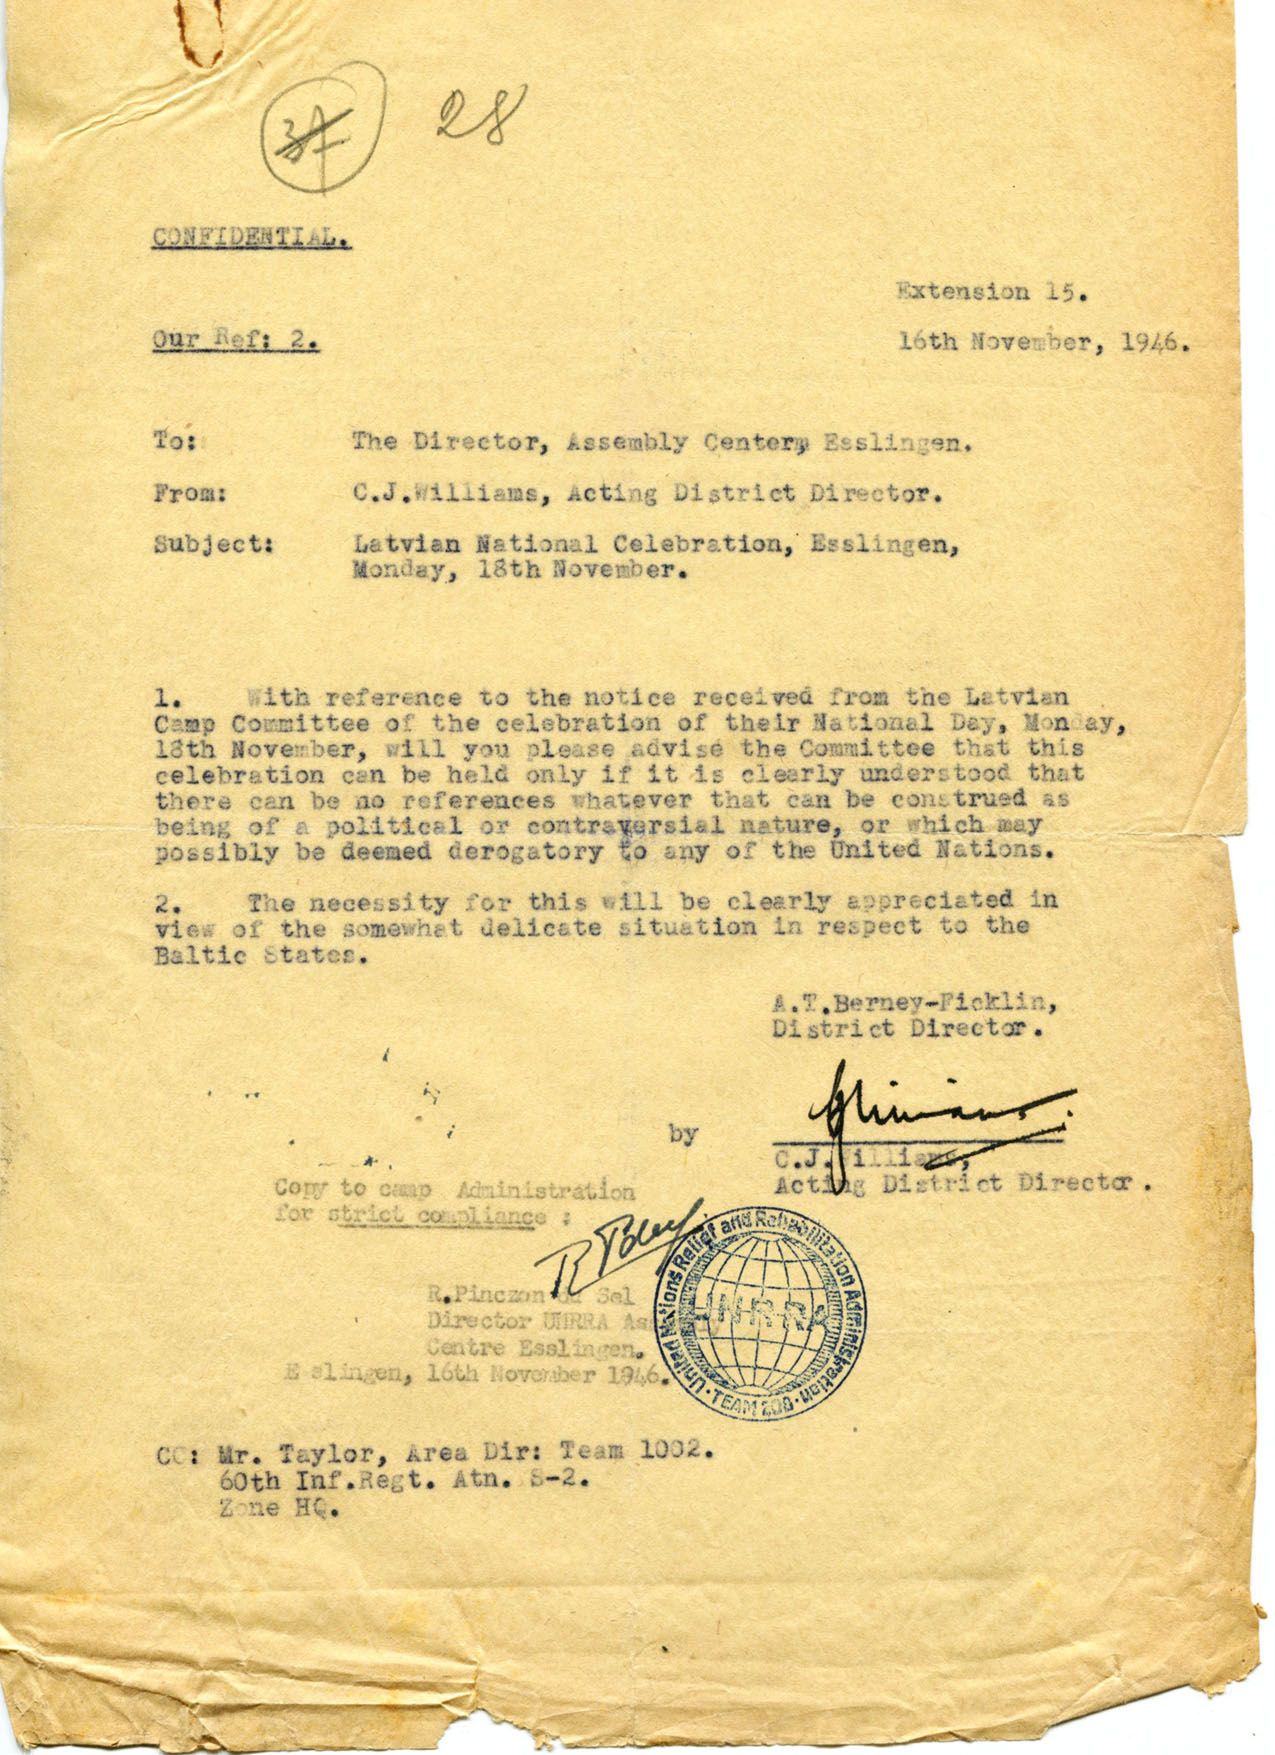 28
CONFIDENTIAL.
Extension 15.
Our Ref: 2.
16th November, 1946.
To: The Director, Assembly Center, Esslingen.
From: C.J.Williams, Acting District Director.
Subject: Latvian National Celebration, Esslingen,
Monday, 18th November.
1. With reference to the notice received from the Latvian
Camp Committee of the celebration of their National Day, Monday,
18th November, will you please advise the Committee that this
celebration can be held only if it is clearly understood that
there can be no references whatever that can be construed as
being of a political or contraversial nature, or which may
possibly be deemed derogatory to any of the United Nations.
2. The necessity for this will be clearly appreciated in
view of the somewhat delicate situation in respect to the
Baltic States.
A.T.Berney-Ficklin,
District Director.
by
C.J.Williams,
Acting District Director.
Copy to camp Administration
for strict compliance :
R.Pinczon du Sel
Director UNRRA As
Centre Esslingen.
E slingen, 16th November 1946.
United Nations Relief and Rehabilitation Administration
UNRRA
TEAM 208
CC: Mr. Taylor, Area Dir: Team 1002.
60th Inf.Regt. Atn. S-2.
Zone HQ.